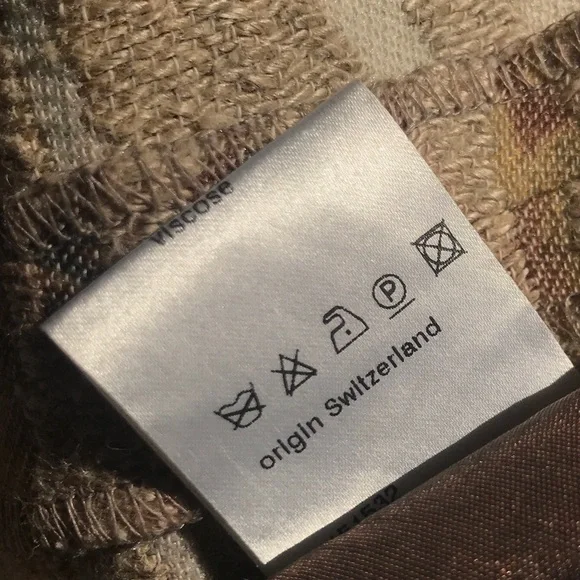 viscose
P
origin Switzerland